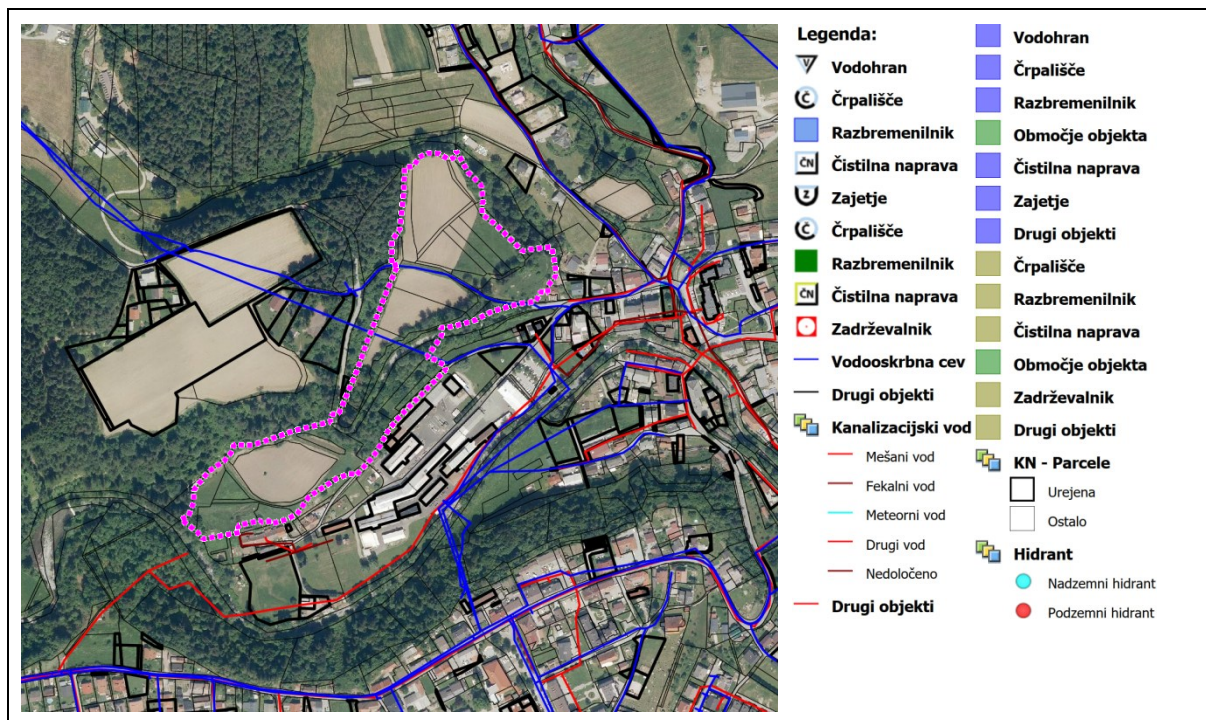 Legenda:
Vodohran
Črpališče
Razbremenilnik
ČN Čistilna naprava
Zajetje
Črpališče
Razbremenilnik
ČN Čistilna naprava
Zadrževalnik
Vodooskrbna cev
Drugi objekti
Kanalizacijski vod
Mešani vod
Fekalni vod
Meteorni vod
Drugi vod
Nedoločeno
Drugi objekti
Vodohran
Črpališče
Razbremenilnik
Območje objekta
Čistilna naprava
Zajetje
Drugi objekti
Črpališče
Razbremenilnik
Čistilna naprava
Območje objekta
Zadrževalnik
Drugi objekti
KN - Parcele
Urejena
Ostalo
Hidrant
Nadzemni hidrant
Podzemni hidrant